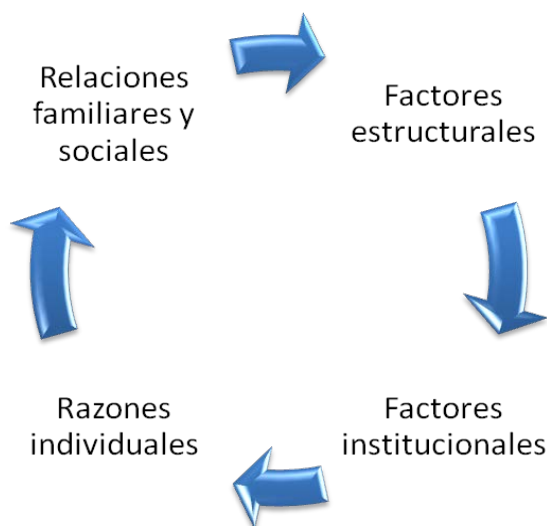 Relaciones
familiares y
sociales
Factores
estructurales
Factores
institucionales
Razones
individuales